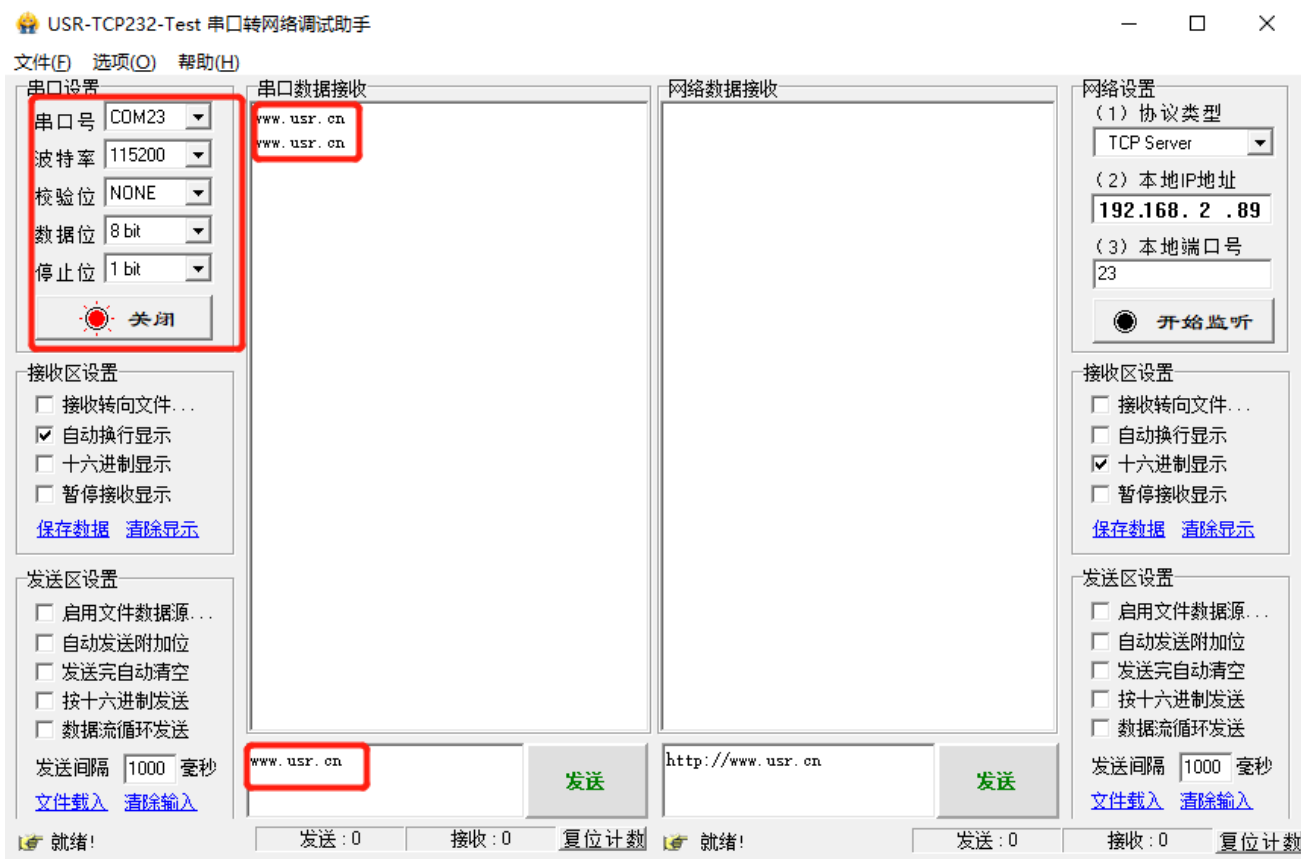 USR-TCP232-Test 串口转网络调试助手
文件(F) 选项(O) 帮助(H)
串口设置
串口号 COM23
波特率 115200
校验位 NONE
数据位 8 bit
停止位 1 bit
关闭
接收区设置
接收转向文件...
自动换行显示
十六进制显示
暂停接收显示
保存数据 清除显示
发送区设置
启用文件数据源...
自动发送附加位
发送完自动清空
按十六进制发送
数据流循环发送
发送间隔 1000 毫秒
文件载入 清除输入
就绪!
串口数据接收
www.usr.cn
www.usr.cn
www.usr.cn
发送
发送:0 接收:0 复位计数
网络数据接收
http://www.usr.cn
发送
就绪!
发送:0 接收:0 复位计数
网络设置
(1) 协议类型
TCP Server
(2) 本地IP地址
192.168. 2 .89
(3) 本地端口号
23
开始监听
接收区设置
接收转向文件...
自动换行显示
十六进制显示
暂停接收显示
保存数据 清除显示
发送区设置
启用文件数据源...
自动发送附加位
发送完自动清空
按十六进制发送
数据流循环发送
发送间隔 1000 毫秒
文件载入 清除输入